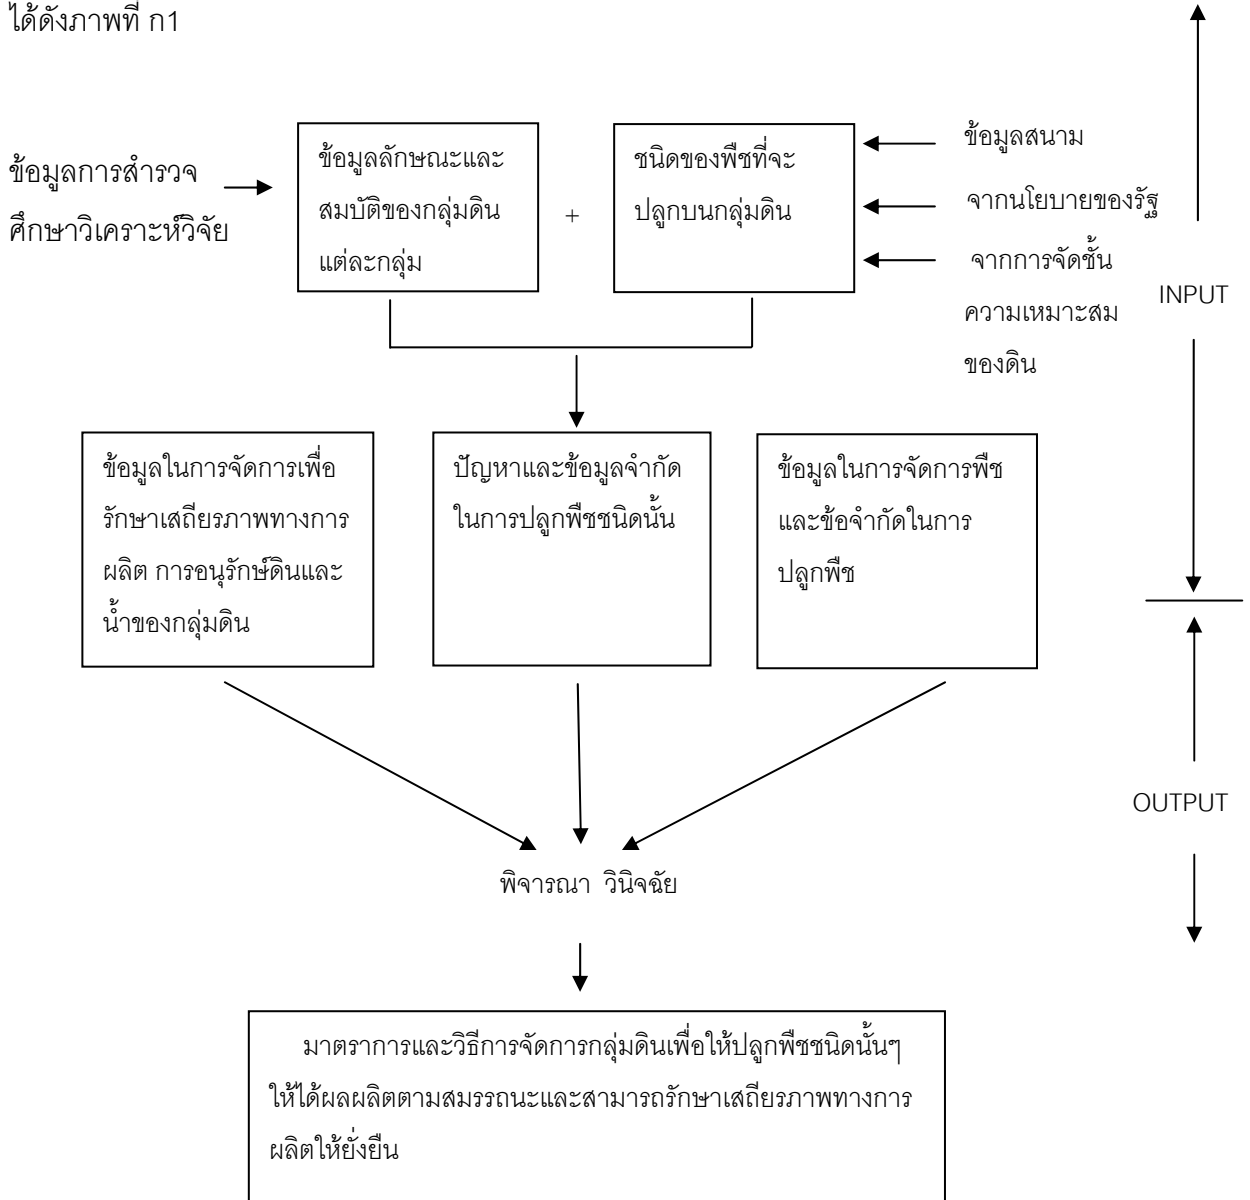 ได้ดังภาพที่ ก1
ข้อมูลการสำรวจ
ศึกษาวิเคราะห์วิจัย
ข้อมูลลักษณะและ
สมบัติของกลุ่มดิน
แต่ละกลุ่ม
+
ชนิดของพืชที่จะ
ปลูกบนกลุ่มดิน
ข้อมูลสนาม
จากนโยบายของรัฐ
จากการจัดชั้น
ความเหมาะสม
ของดิน
INPUT
ข้อมูลในการจัดการเพื่อ
รักษาเสถียรภาพทางการ
ผลิต การอนุรักษ์ดินและ
น้ำของกลุ่มดิน
ปัญหาและข้อมูลจำกัด
ในการปลูกพืชชนิดนั้น
ข้อมูลในการจัดการพืช
และข้อจำกัดในการ
ปลูกพืช
OUTPUT
พิจารณา วินิจฉัย
มาตราการและวิธีการจัดการกลุ่มดินเพื่อให้ปลูกพืชชนิดนั้นๆ
ให้ได้ผลผลิตตามสมรรถนะและสามารถรักษาเสถียรภาพทางการ
ผลิตให้ยั่งยืน